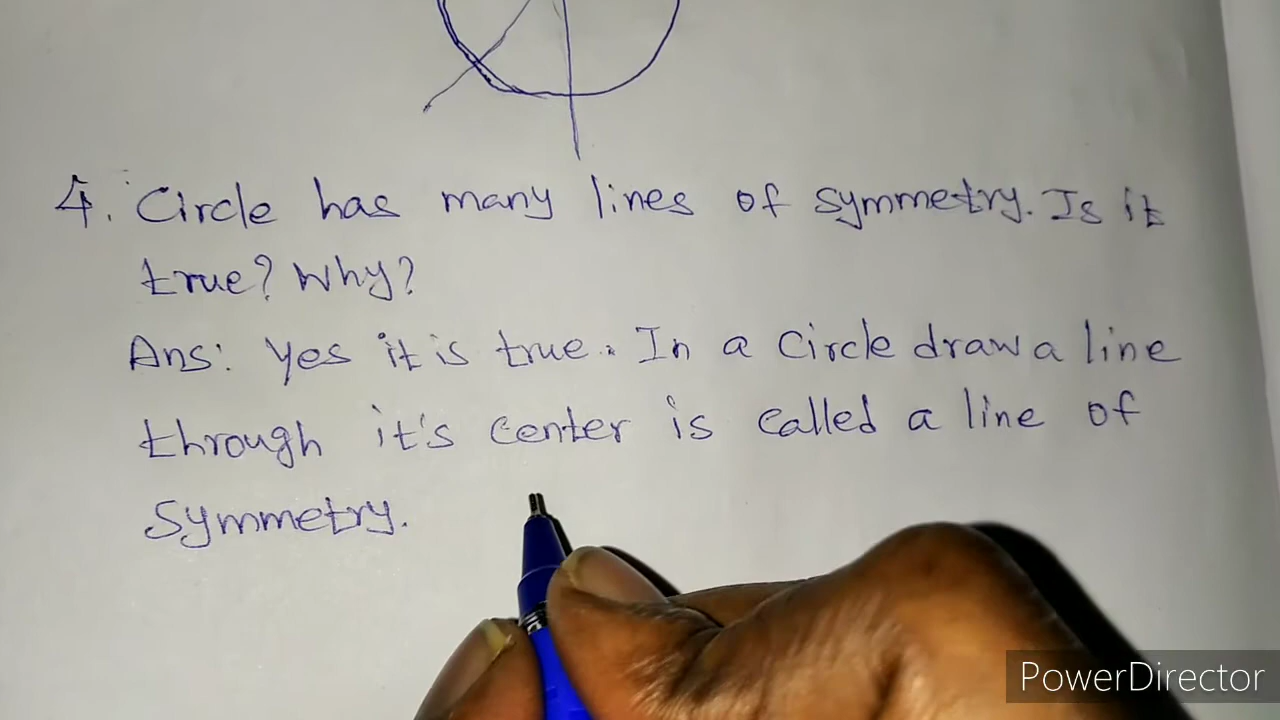 4. Circle has many lines of symmetry. Is it
true? Why?
Ans: Yes it is true. In a circle draw a line
through it's center is called a line of
symmetry.
PowerDirector